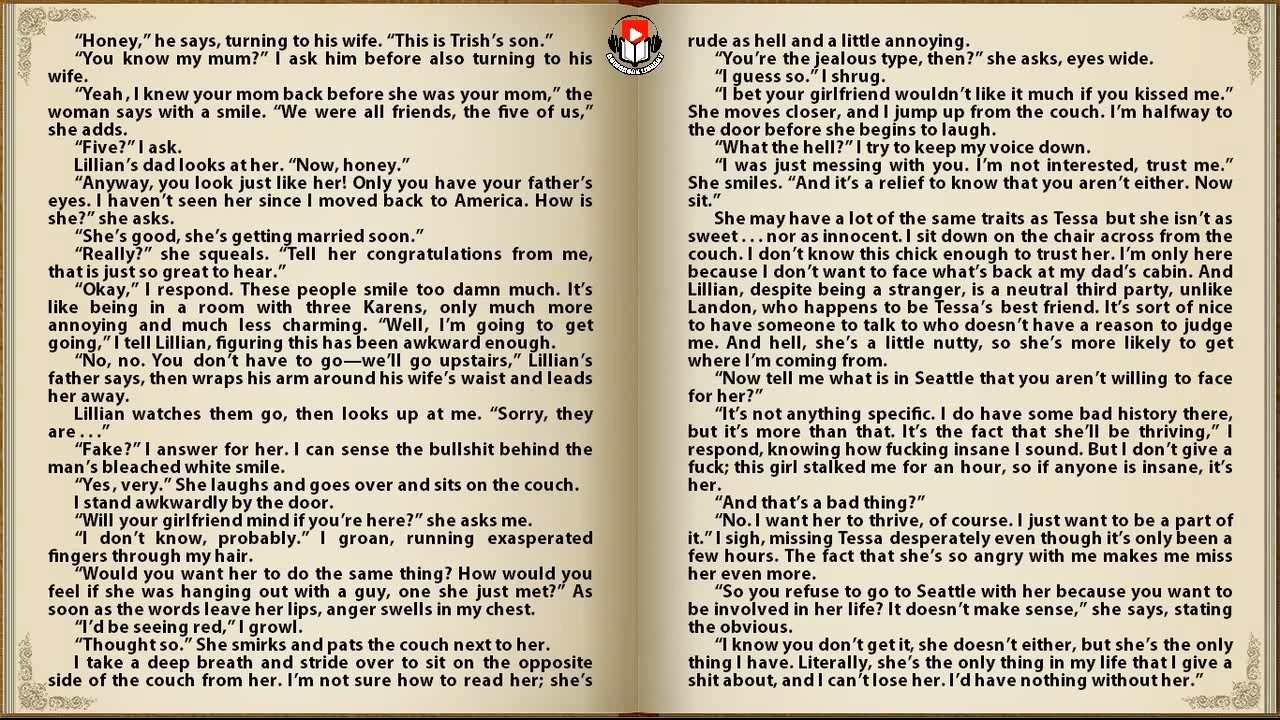 “Honey,” he says, turning to his wife. “This is Trish’s son.”
“You know my mum?” I ask him before also turning to his
wife.
“Yeah, I knew your mom back before she was your mom,” the
woman says with a smile. “We were all friends, the five of us,”
she adds.
“Five?” I ask.
Lillian’s dad looks at her. “Now, honey.”
“Anyway, you look just like her! Only you have your father’s
eyes. I haven’t seen her since I moved back to America. How is
she?” she asks.
“She’s good, she’s getting married soon.”
“Really?” she squeals. “Tell her congratulations from me,
that is just so great to hear.”
“Okay,” I respond. These people smile too damn much. It’s
like being in a room with three Karens, only much more
annoying and much less charming. “Well, I’m going to get
going,” I tell Lillian, figuring this has been awkward enough.
“No, no. You don’t have to go—we’ll go upstairs,” Lillian’s
father says, then wraps his arm around his wife’s waist and leads
her away.
Lillian watches them go, then looks up at me. “Sorry, they
are . . .”
“Fake?” I answer for her. I can sense the bullshit behind the
man’s bleached white smile.
“Yes, very.” She laughs and goes over and sits on the couch.
I stand awkwardly by the door.
“Will your girlfriend mind if you’re here?” she asks me.
“I don’t know, probably.” I groan, running exasperated
fingers through my hair.
“Would you want her to do the same thing? How would you
feel if she was hanging out with a guy, one she just met?” As
soon as the words leave her lips, anger swells in my chest.
“I’d be seeing red,” I growl.
“Thought so.” She smirks and pats the couch next to her.
I take a deep breath and stride over to sit on the opposite
side of the couch from her. I’m not sure how to read her; she’s
rude as hell and a little annoying.
“You’re the jealous type, then?” she asks, eyes wide.
“I guess so.” I shrug.
“I bet your girlfriend wouldn’t like it much if you kissed me.”
She moves closer, and I jump up from the couch. I’m halfway to
the door before she begins to laugh.
“What the hell?” I try to keep my voice down.
“I was just messing with you. I’m not interested, trust me.”
She smiles. “And it’s a relief to know that you aren’t either. Now
sit.”
She may have a lot of the same traits as Tessa but she isn’t as
sweet . . . nor as innocent. I sit down on the chair across from the
couch. I don’t know this chick enough to trust her. I’m only here
because I don’t want to face what’s back at my dad’s cabin. And
Lillian, despite being a stranger, is a neutral third party, unlike
Landon, who happens to be Tessa’s best friend. It’s sort of nice
to have someone to talk to who doesn’t have a reason to judge
me. And hell, she’s a little nutty, so she’s more likely to get
where I’m coming from.
“Now tell me what is in Seattle that you aren’t willing to face
for her?”
“It’s not anything specific. I do have some bad history there,
but it’s more than that. It’s the fact that she’ll be thriving,” I
respond, knowing how fucking insane I sound. But I don’t give a
fuck; this girl stalked me for an hour, so if anyone is insane, it’s
her.
“And that’s a bad thing?”
“No. I want her to thrive, of course. I just want to be a part of
it.” I sigh, missing Tessa desperately even though it’s only been a
few hours. The fact that she’s so angry with me makes me miss
her even more.
“So you refuse to go to Seattle with her because you want to
be involved in her life? It doesn’t make sense,” she says, stating
the obvious.
“I know you don’t get it, she doesn’t either, but she’s the only
thing I have. Literally, she’s the only thing in my life that I give a
shit about, and I can’t lose her. I’d have nothing without her.”